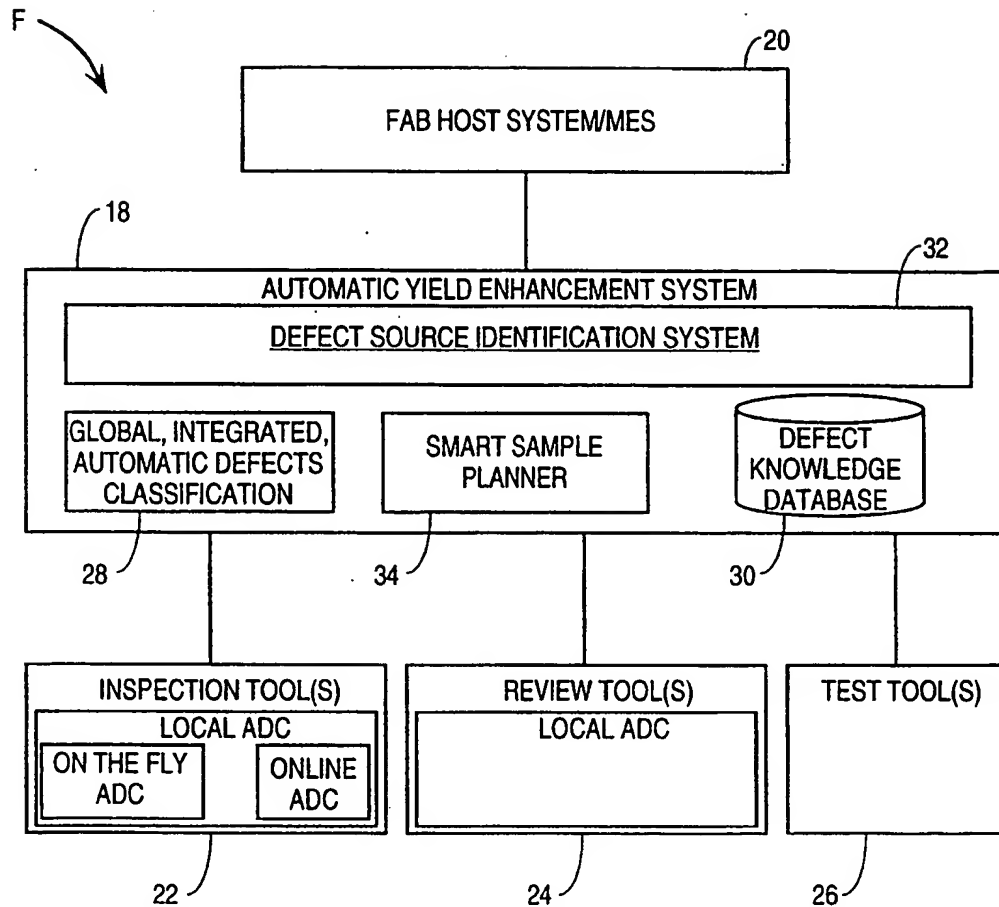 F
20
FAB HOST SYSTEM/MES
18
32
AUTOMATIC YIELD ENHANCEMENT SYSTEM
DEFECT SOURCE IDENTIFICATION SYSTEM
GLOBAL, INTEGRATED,
AUTOMATIC DEFECTS
CLASSIFICATION
SMART SAMPLE
PLANNER
DEFECT
KNOWLEDGE
DATABASE
28
34
30
INSPECTION TOOL(S)
LOCAL ADC
ON THE FLY
ADC
ONLINE
ADC
REVIEW TOOL(S)
LOCAL ADC
TEST TOOL(S)
22
24
26